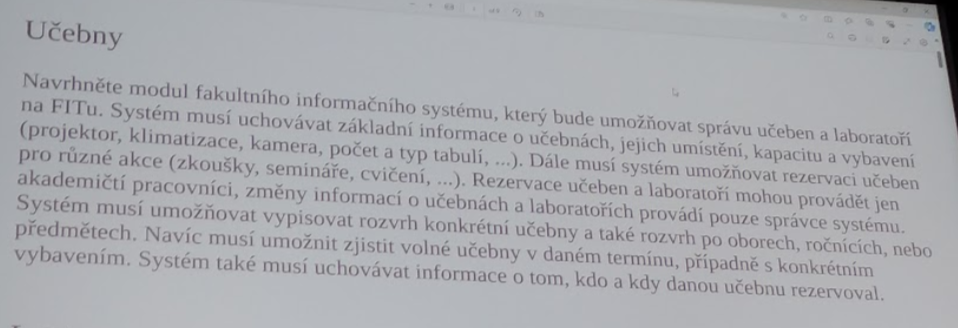 Učebny
Navrhněte modul fakultního informačního systému, který bude umožňovat správu učeben a laboratoří
na FITu. Systém musí uchovávat základní informace o učebnách, jejich umístění, kapacitu a vybavení
(projektor, klimatizace, kamera, počet a typ tabulí, ...). Dále musí systém umožňovat rezervaci učeben
pro různé akce (zkoušky, semináře, cvičení, ...). Rezervace učeben a laboratoří mohou provádět jen
akademičtí pracovníci, změny informací o učebnách a laboratořích provádí pouze správce systému.
Systém musí umožňovat vypisovat rozvrh konkrétní učebny a také rozvrh po oborech, ročnících, nebo
předmětech. Navíc musí umožnit zjistit volné učebny v daném termínu, případně s konkrétním
vybavením. Systém také musí uchovávat informace o tom, kdo a kdy danou učebnu rezervoval.